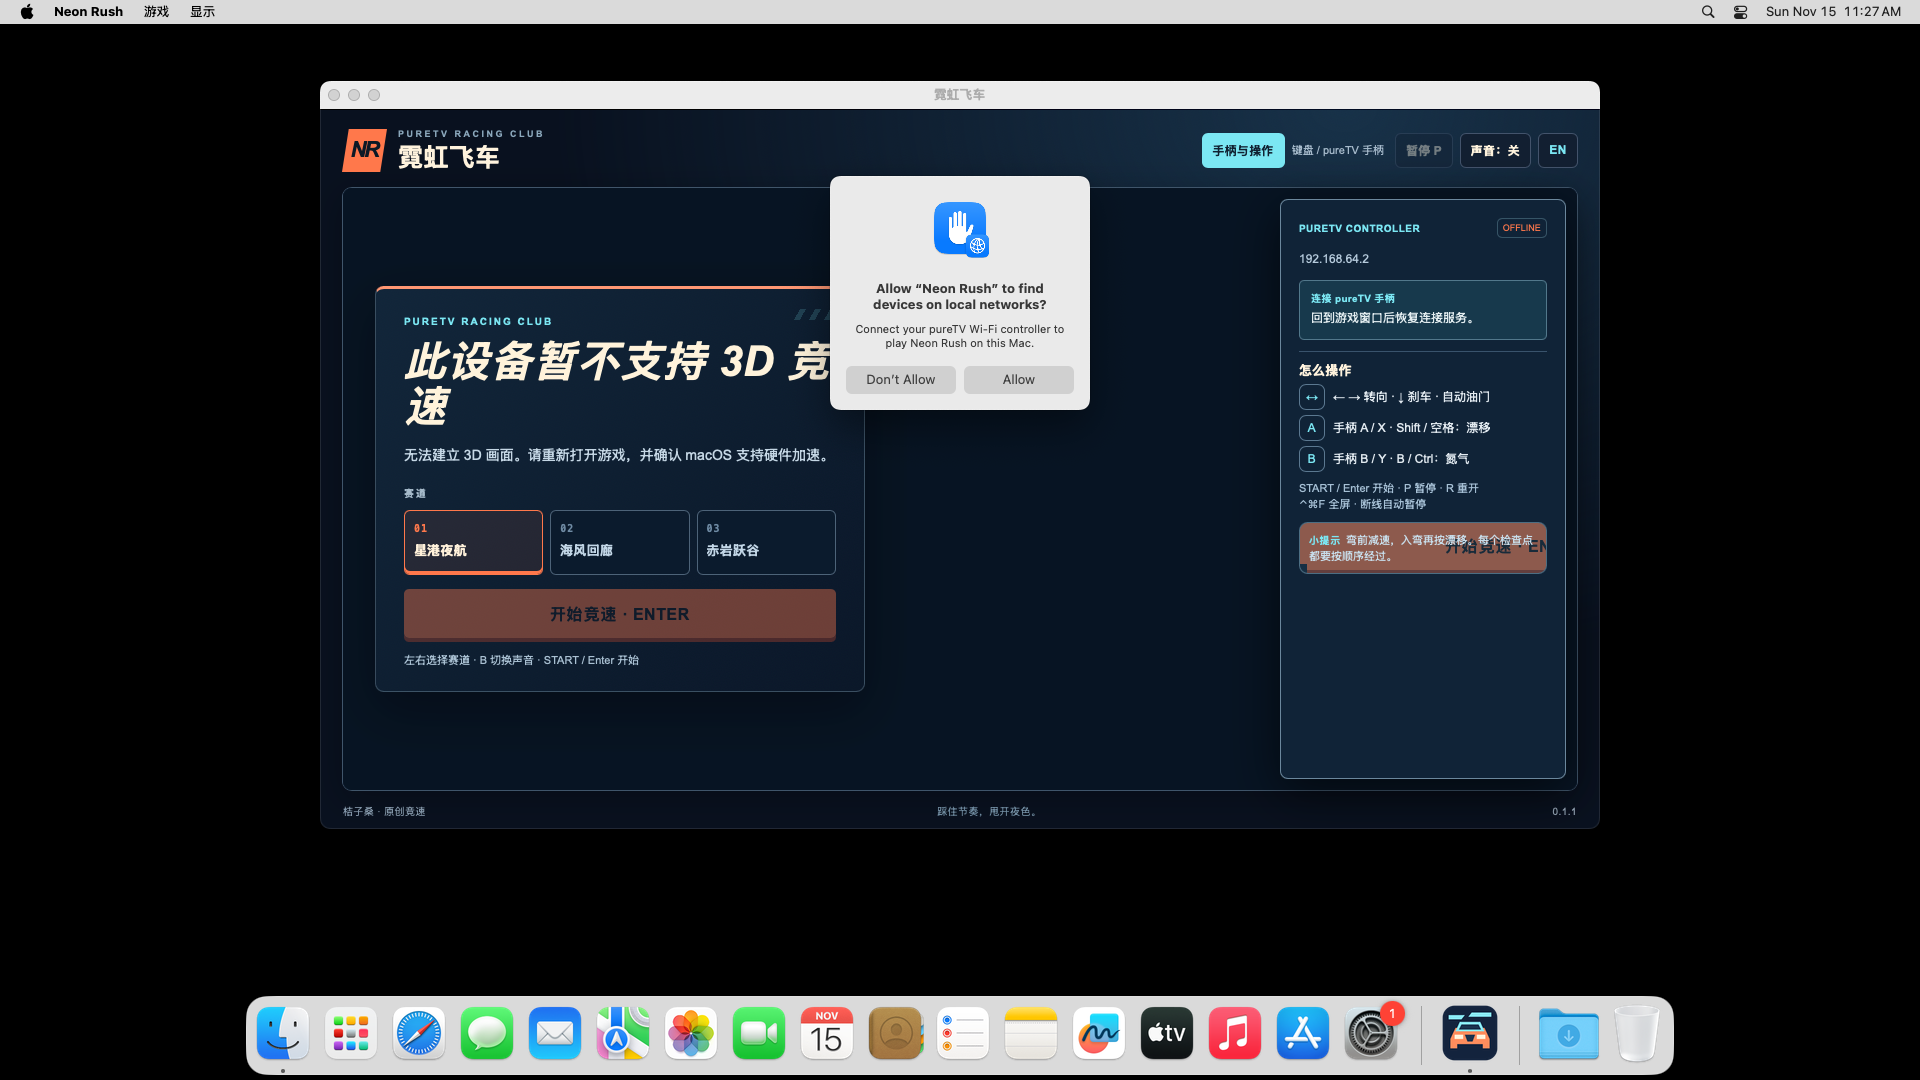 Neon Rush 游戏 显示 Sun Nov 15 11:27 AM
霓虹飞车
NR
PURETV RACING CLUB
霓虹飞车
手柄与操作 键盘 / pureTV 手柄 暂停 P 声音：关 EN
Allow “Neon Rush” to find
devices on local networks?
Connect your pureTV Wi-Fi controller to
play Neon Rush on this Mac.
Don’t Allow Allow
PURETV RACING CLUB
此设备暂不支持 3D 竞
速
无法建立 3D 画面。请重新打开游戏，并确认 macOS 支持硬件加速。
赛道
01
星港夜航
02
海风回廊
03
赤岩跃谷
开始竞速 · ENTER
左右选择赛道 · B 切换声音 · START / Enter 开始
PURETV CONTROLLER OFFLINE
192.168.64.2
连接 pureTV 手柄
回到游戏窗口后恢复连接服务。
怎么操作
↔ ← → 转向 · ↓ 刹车 · 自动油门
A 手柄 A / X · Shift / 空格：漂移
B 手柄 B / Y · B / Ctrl：氮气
START / Enter 开始 · P 暂停 · R 重开
^⌘F 全屏 · 断线自动暂停
小提示 弯前减速，入弯再按漂移。每个检查点
都要按顺序经过。
开始竞速 · EN
桔子桑 · 原创竞速 踩住节奏，甩开夜色。 0.1.1
NOV
15
tv
1